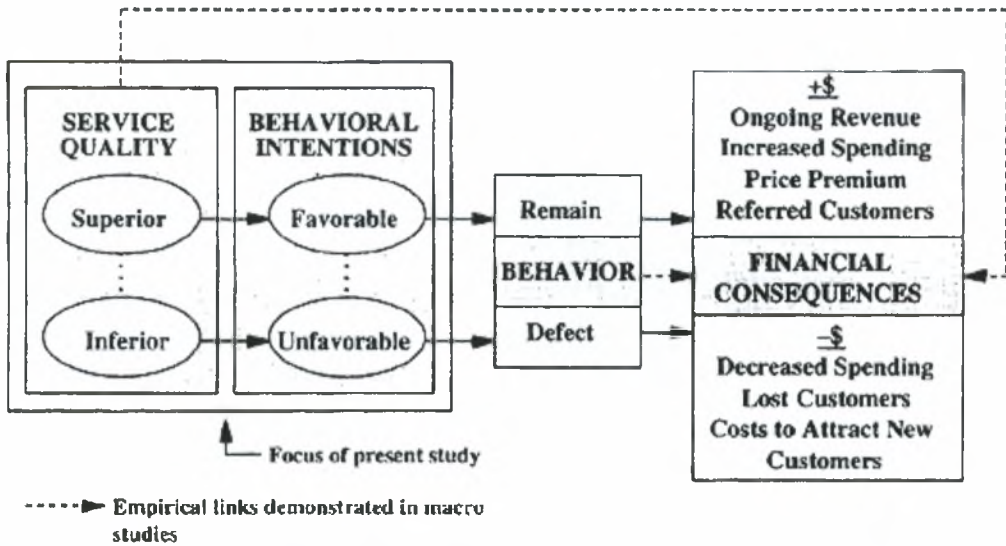 SERVICE
QUALITY
Superior
Inferior
BEHAVIORAL
INTENTIONS
Favorable
Unfavorable
Remain
BEHAVIOR
Defect
+$
Ongoing Revenue
Increased Spending
Price Premium
Referred Customers
FINANCIAL
CONSEQUENCES
-$
Decreased Spending
Lost Customers
Costs to Attract New
Customers
Focus of present study
Empirical links demonstrated in macro
studies